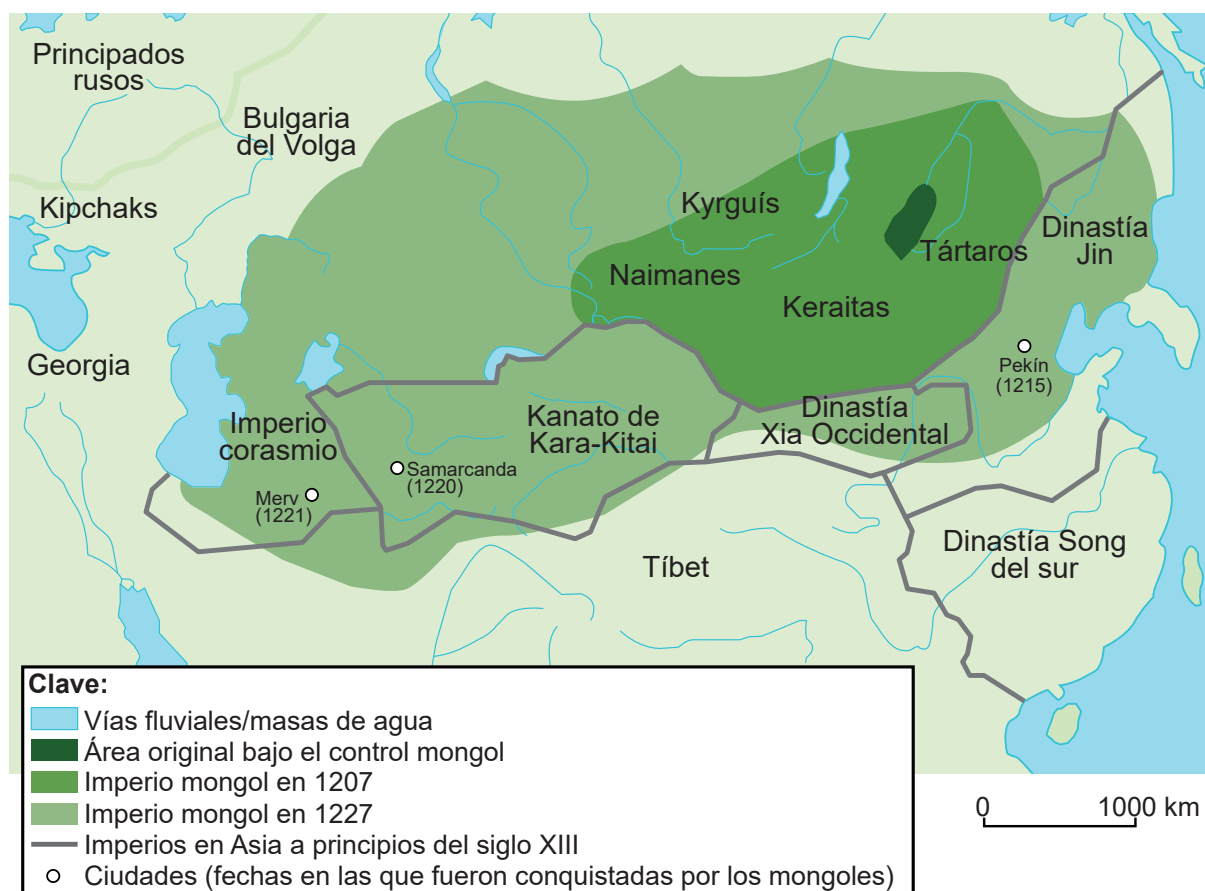 Principados
rusos
Bulgaria
del Volga
Kipchaks
Kyrguís
Dinastía
Jin
Tártaros
Naimanes
Keraitas
Georgia
Pekín
(1215)
Imperio
corasmio
Kanato de
Kara-Kitai
Dinastía
Xia Occidental
Samarcanda
(1220)
Merv
(1221)
Tíbet
Dinastía Song
del sur
Clave:
Vías fluviales/masas de agua
Área original bajo el control mongol
Imperio mongol en 1207
Imperio mongol en 1227
Imperios en Asia a principios del siglo XIII
Ciudades (fechas en las que fueron conquistadas por los mongoles)
0 1000 km